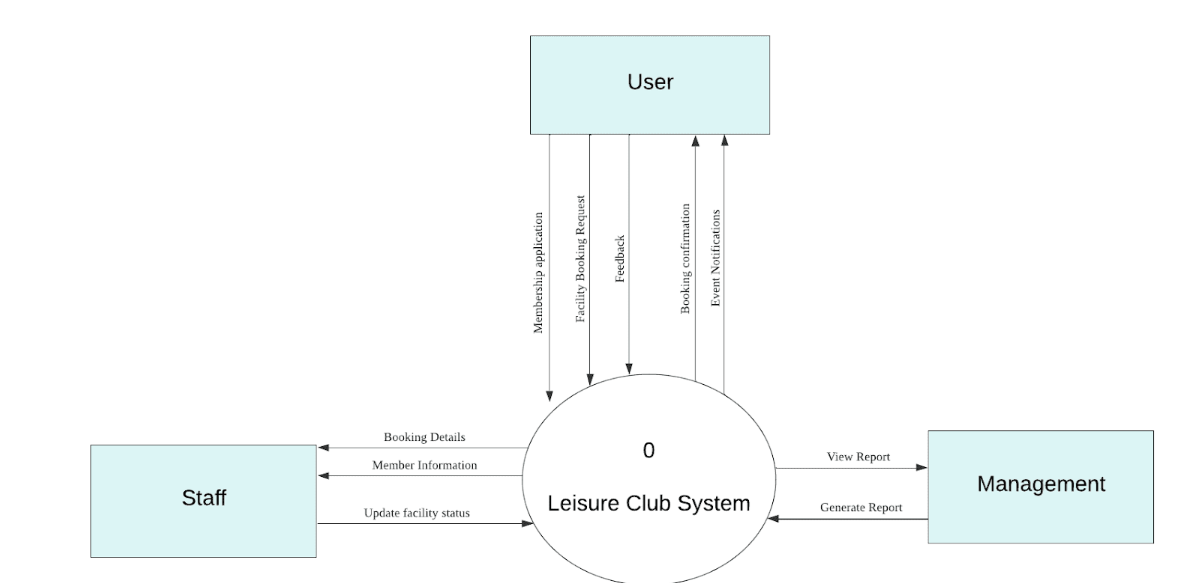 User
Membership application
Facility Booking Request
Feedback
Booking confirmation
Event Notifications
0
Leisure Club System
Booking Details
Member Information
Update facility status
Staff
View Report
Generate Report
Management